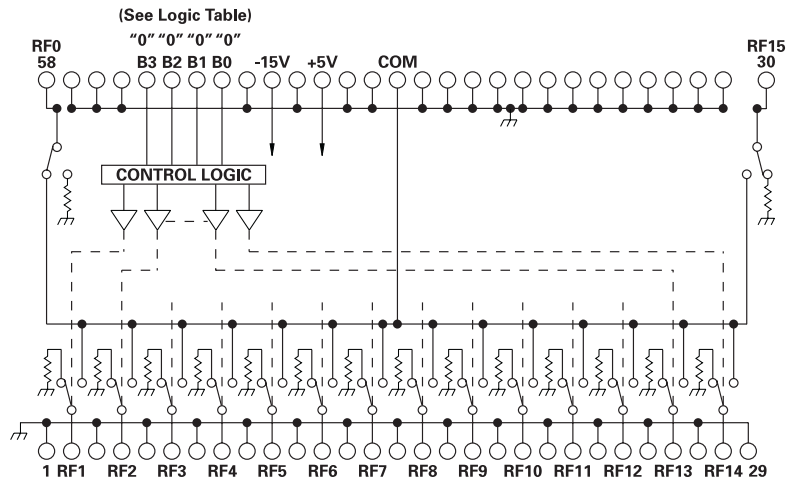 (See Logic Table)
RF0 "0" "0" "0" "0" RF15
58 B3 B2 B1 B0 -15V +5V COM 30
CONTROL LOGIC
1 RF1 RF2 RF3 RF4 RF5 RF6 RF7 RF8 RF9 RF10 RF11 RF12 RF13 RF14 29